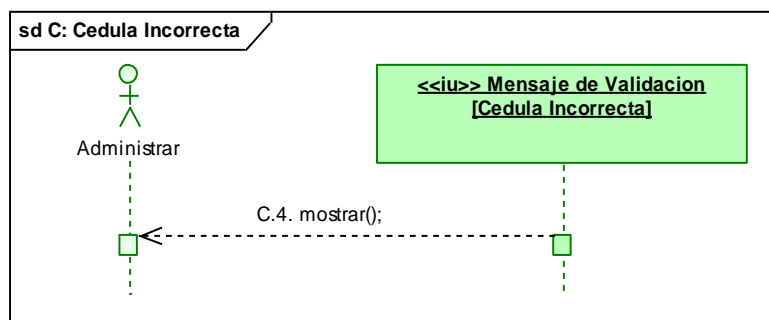 sd C: Cedula Incorrecta
<<iu>> Mensaje de Validacion
[Cedula Incorrecta]
Administrar
C.4. mostrar();